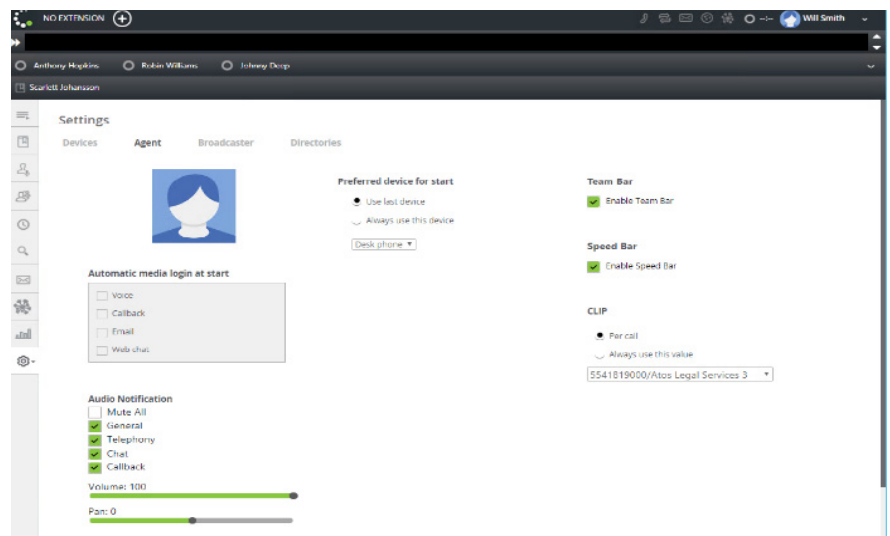 NO EXTENSION
Will Smith
Anthony Hopkins Robin Williams Johnny Deep
Scarlett Johansson
Settings
Devices Agent Broadcaster Directories
Preferred device for start
Use last device
Always use this device
Desk phone
Team Bar
Enable Team Bar
Speed Bar
Enable Speed Bar
Automatic media login at start
Voice
Callback
Email
Web chat
CLIP
Per call
Always use this value
5541819000/Atos Legal Services 3
Audio Notification
Mute All
General
Telephony
Chat
Callback
Volume: 100
Pan: 0